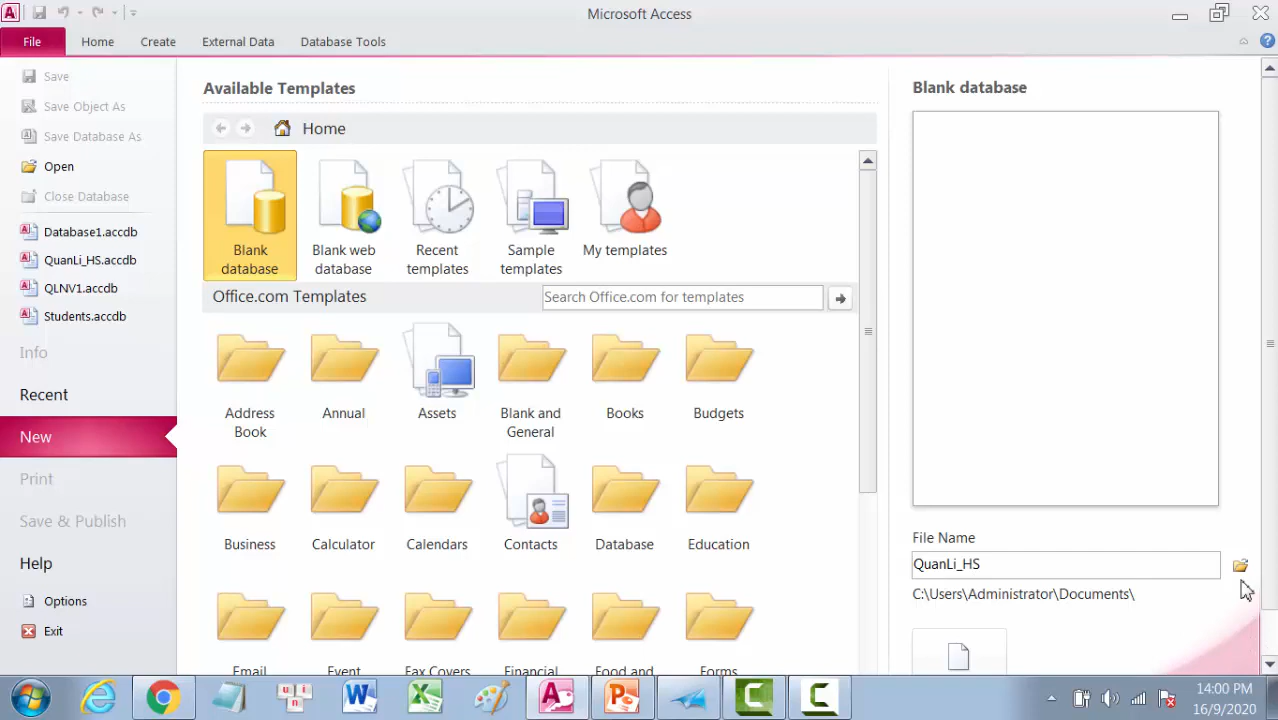 Microsoft Access
File Home Create External Data Database Tools
Save
Save Object As
Save Database As
Open
Close Database
Database1.accdb
QuanLi_HS.accdb
QLNV1.accdb
Students.accdb
Info
Recent
New
Print
Save & Publish
Help
Options
Exit
Available Templates
Home
Blank database
Blank web database
Recent templates
Sample templates
My templates
Office.com Templates
Search Office.com for templates
Address Book
Annual
Assets
Blank and General
Books
Budgets
Business
Calculator
Calendars
Contacts
Database
Education
Email
Event
Fax Covers
Financial
Food and
Forms
Blank database
File Name
QuanLi_HS
C:\Users\Administrator\Documents\
14:00 PM
16/9/2020